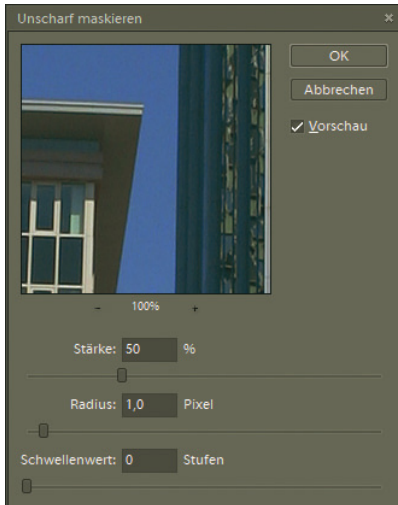 Unscharf maskieren ×
OK
Abbrechen
Vorschau
- 100% +
Stärke: 50 %
Radius: 1,0 Pixel
Schwellenwert: 0 Stufen